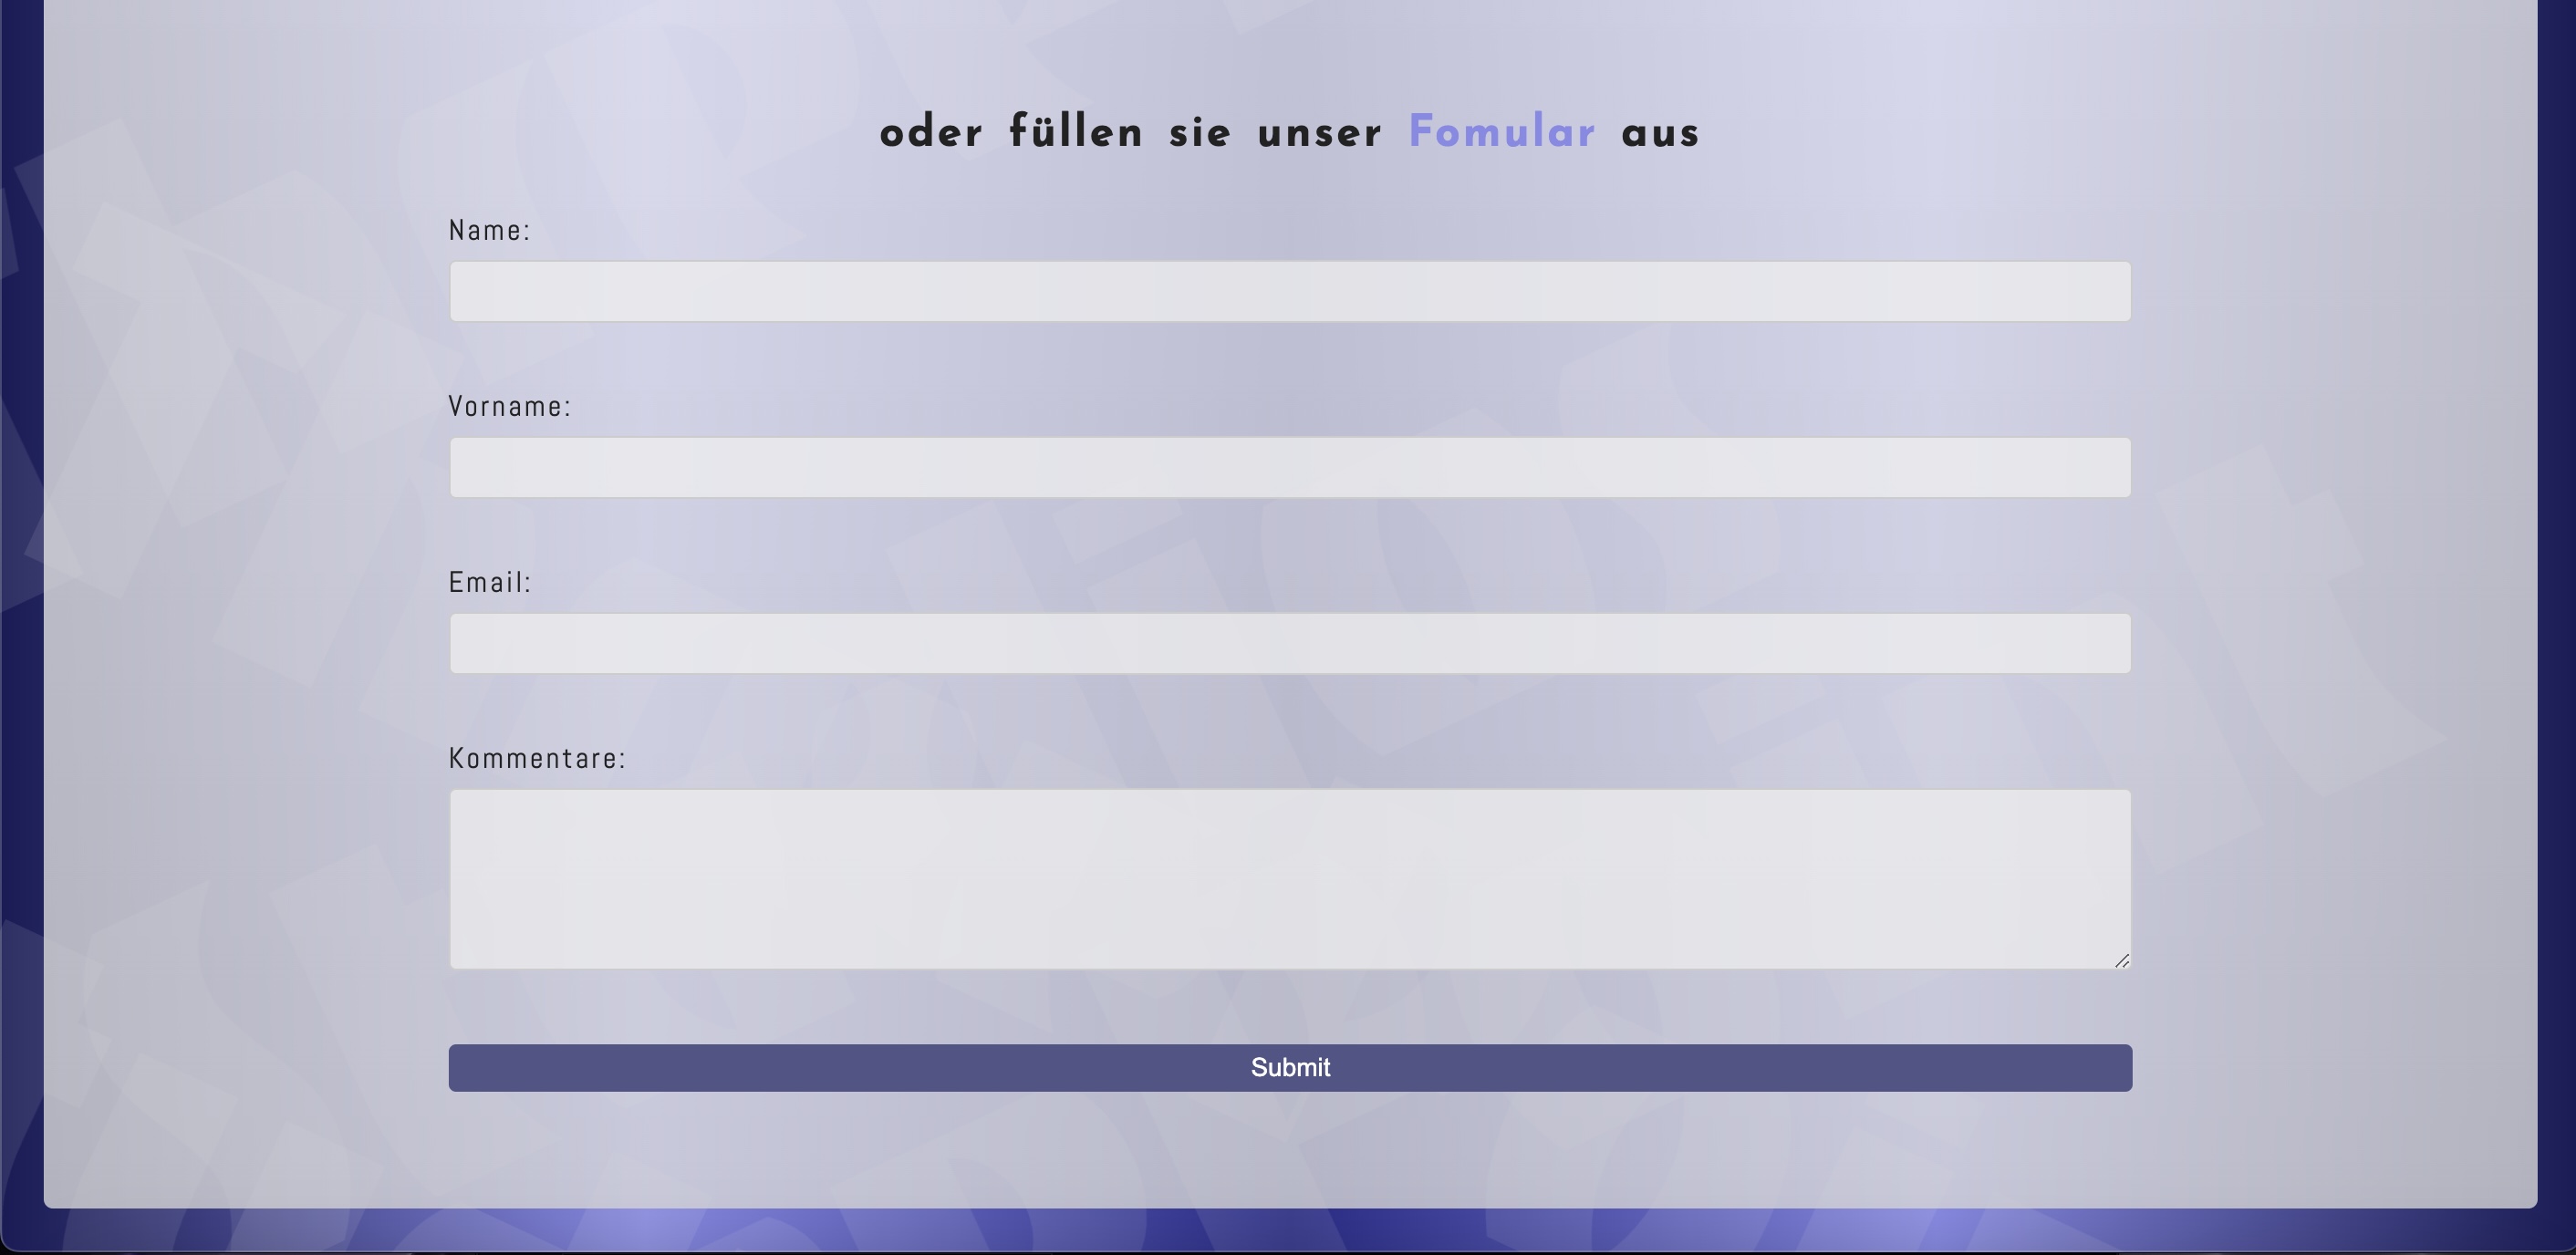 oder füllen sie unser Fomular aus
Name:
Vorname:
Email:
Kommentare:
Submit